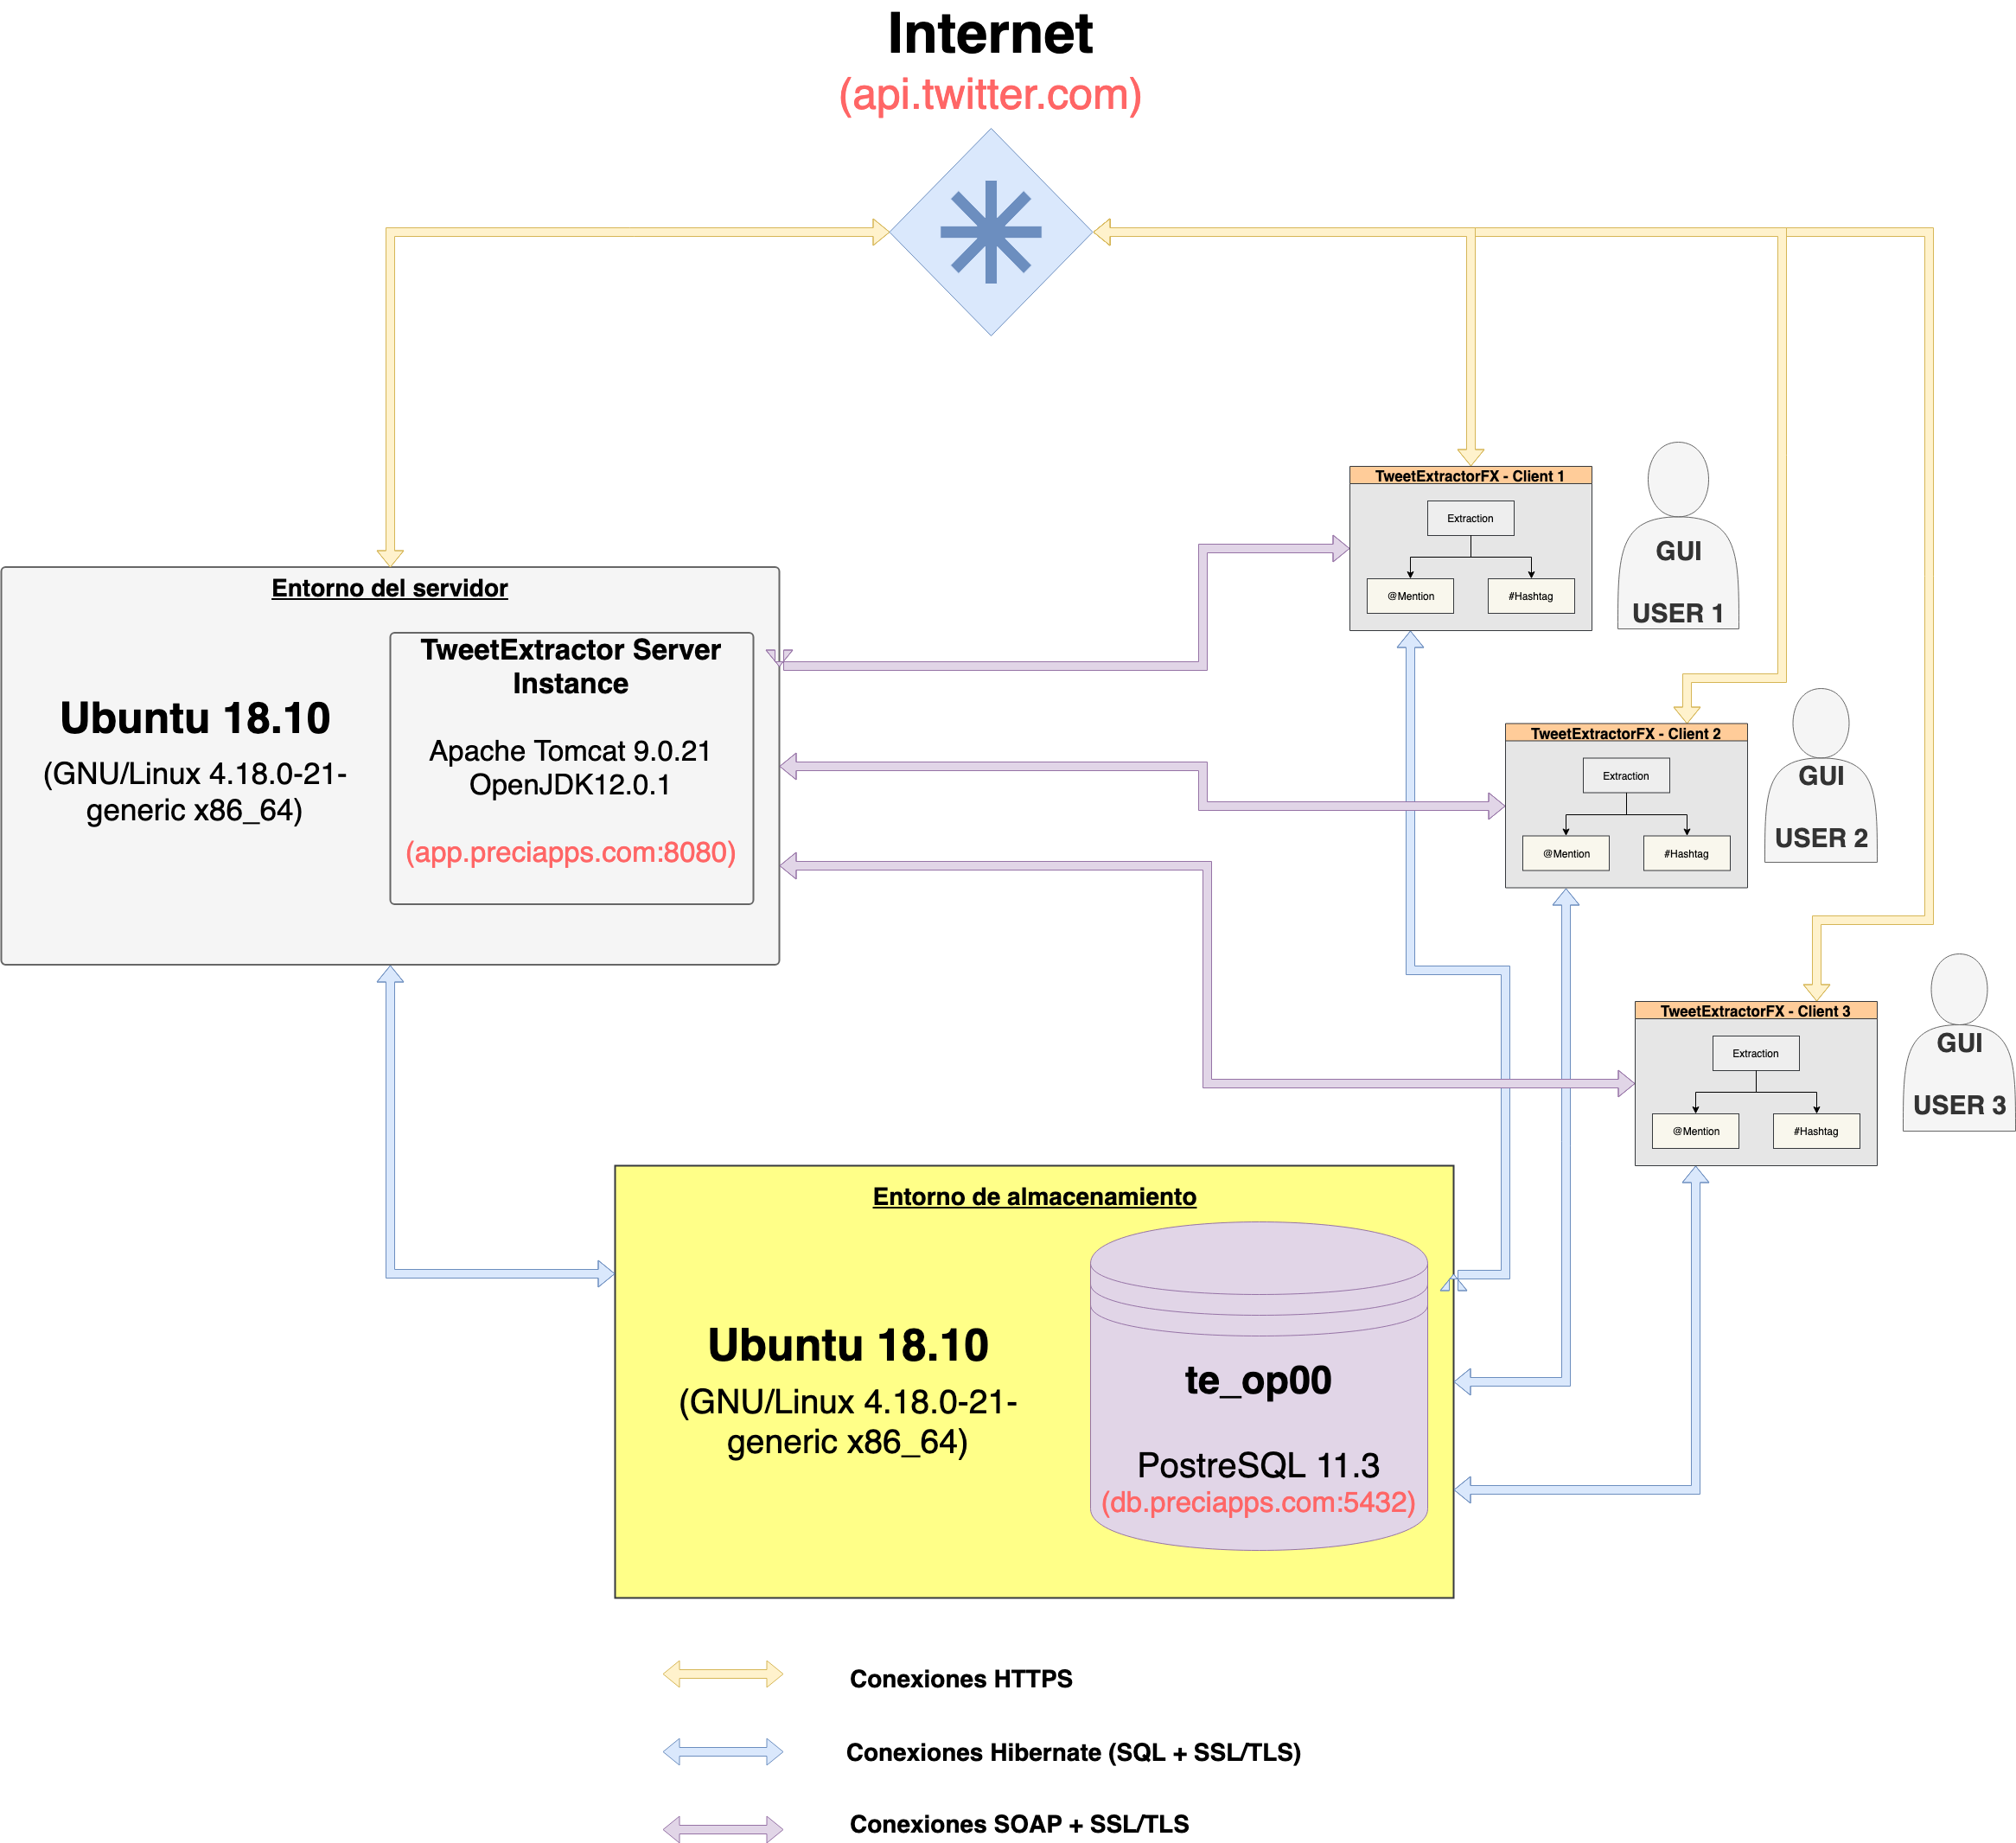 Internet
(api.twitter.com)
TweetExtractorFX - Client 1
Extraction
@Mention
#Hashtag
GUI
USER 1
Entorno del servidor
Ubuntu 18.10
(GNU/Linux 4.18.0-21-
generic x86_64)
TweetExtractor Server
Instance
Apache Tomcat 9.0.21
OpenJDK12.0.1
(app.preciapps.com:8080)
TweetExtractorFX - Client 2
Extraction
@Mention
#Hashtag
GUI
USER 2
TweetExtractorFX - Client 3
Extraction
@Mention
#Hashtag
GUI
USER 3
Entorno de almacenamiento
Ubuntu 18.10
(GNU/Linux 4.18.0-21-
generic x86_64)
te_op00
PostreSQL 11.3
(db.preciapps.com:5432)
Conexiones HTTPS
Conexiones Hibernate (SQL + SSL/TLS)
Conexiones SOAP + SSL/TLS